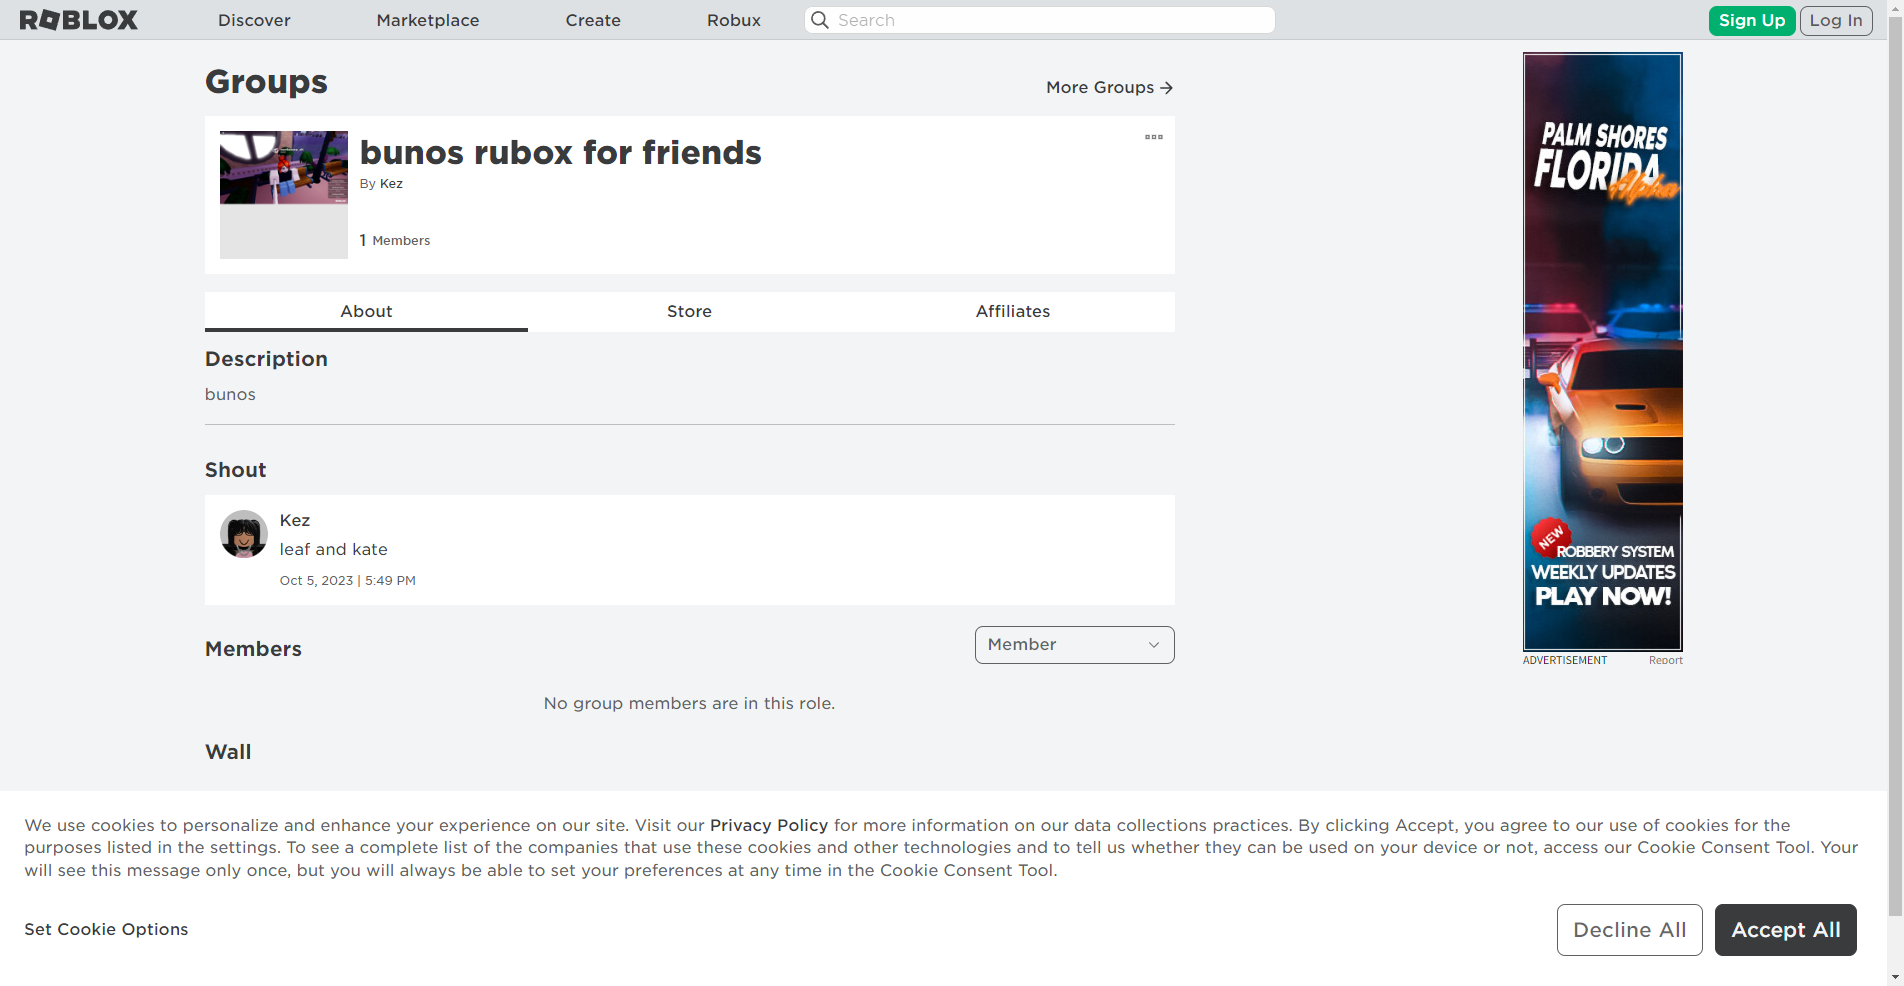 ROBLOX
Discover
Marketplace
Create
Robux
Search
Sign Up
Log In
Groups
More Groups
bunos rubox for friends
By Kez
1 Members
About
Store
Affiliates
Description
bunos
Shout
Kez
leaf and kate
Oct 5, 2023 | 5:49 PM
Members
Member
No group members are in this role.
Wall
PALM SHORES
FLORIDA
Alpha
NEW
ROBBERY SYSTEM
WEEKLY UPDATES
PLAY NOW!
ADVERTISEMENT
Report
We use cookies to personalize and enhance your experience on our site. Visit our Privacy Policy for more information on our data collections practices. By clicking Accept, you agree to our use of cookies for the
purposes listed in the settings. To see a complete list of the companies that use these cookies and other technologies and to tell us whether they can be used on your device or not, access our Cookie Consent Tool. Your
will see this message only once, but you will always be able to set your preferences at any time in the Cookie Consent Tool.
Set Cookie Options
Decline All
Accept All